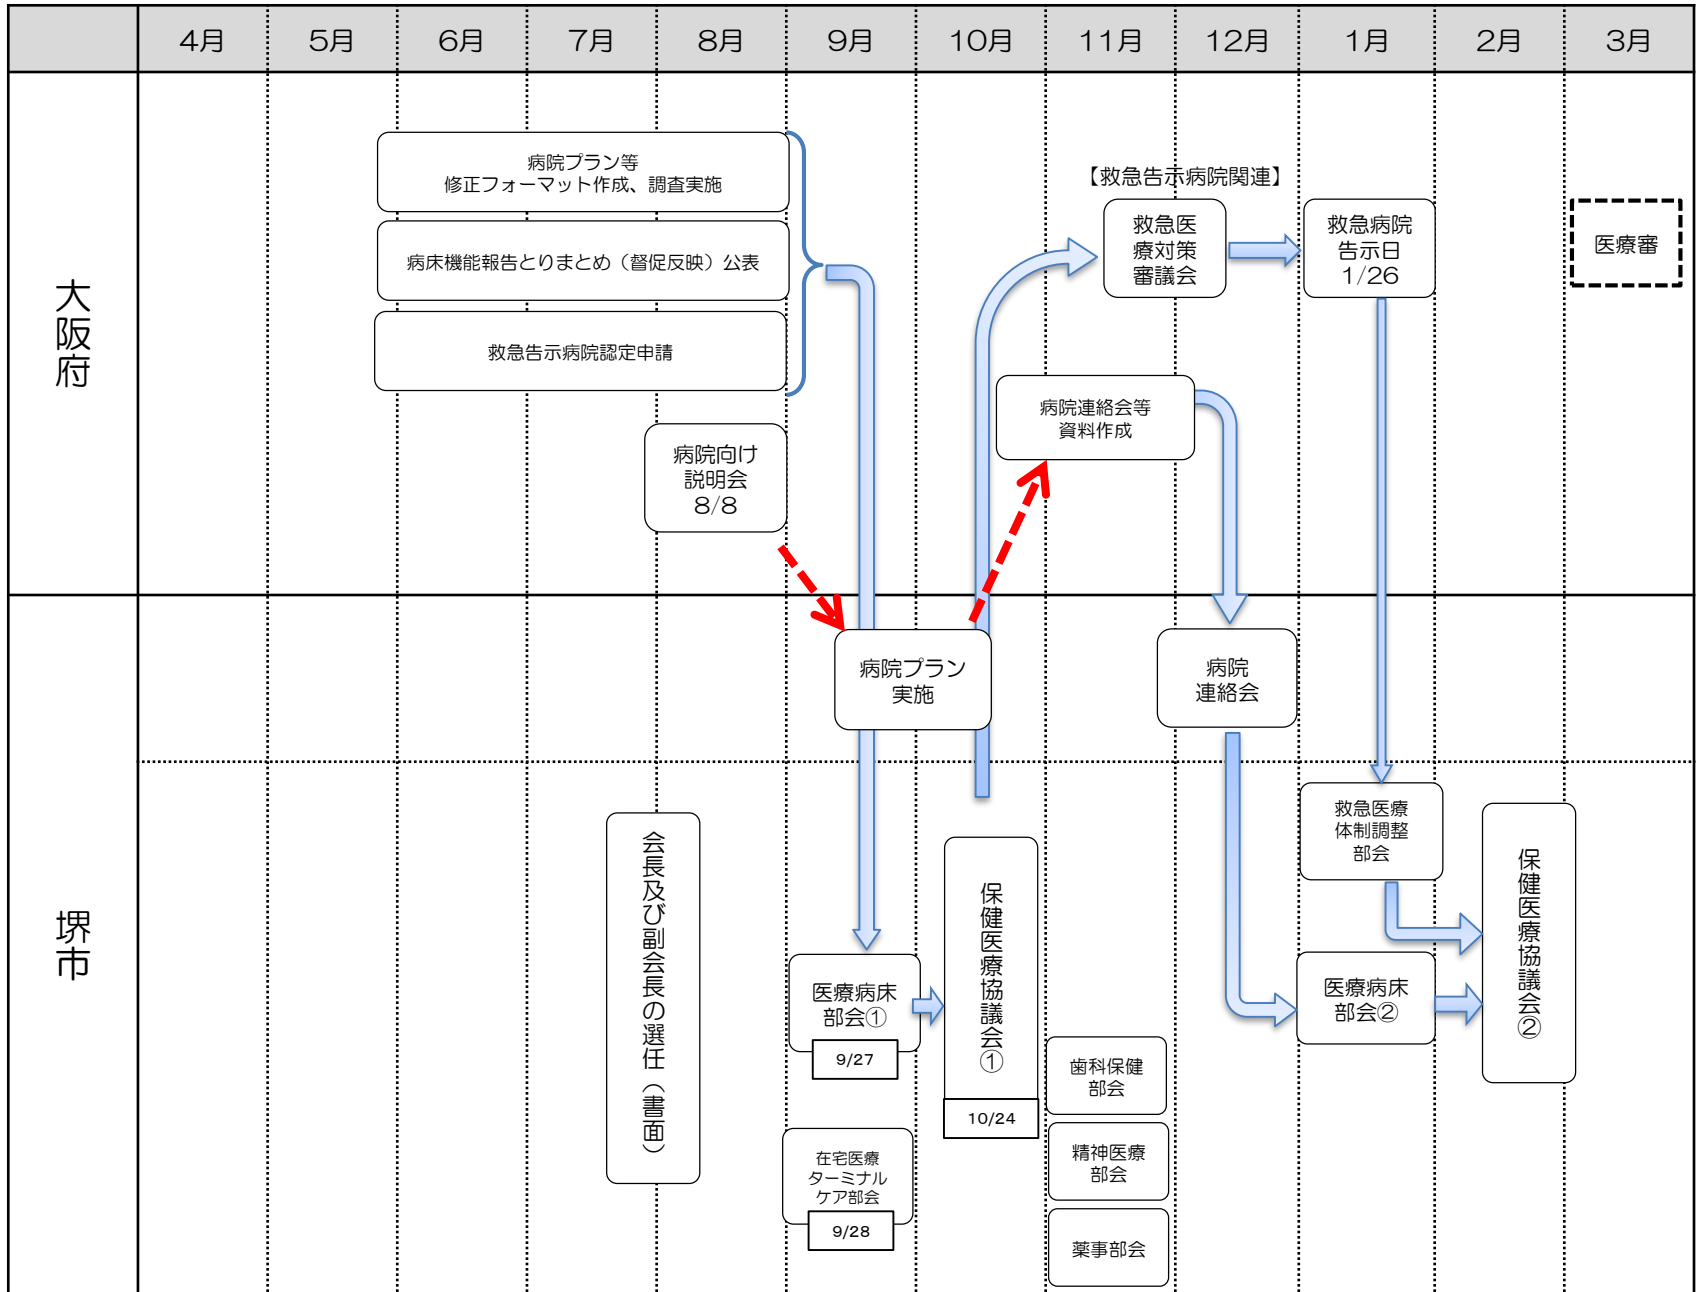 4月 5月 6月 7月 8月 9月 10月 11月 12月 1月 2月 3月
大阪府
病院プラン等
修正フォーマット作成、調査実施
病床機能報告とりまとめ（督促反映）公表
救急告示病院認定申請
病院向け
説明会
8/8
【救急告示病院関連】
救急医
療対策
審議会
救急病院
告示日
1/26
医療審
病院連絡会等
資料作成
堺市
病院プラン
実施
病院
連絡会
会長及び副会長の選任（書面）
医療病床
部会①
9/27
在宅医療
ターミナル
ケア部会
9/28
保健医療協議会①
10/24
歯科保健
部会
精神医療
部会
薬事部会
救急医療
体制調整
部会
医療病床
部会②
保健医療協議会②